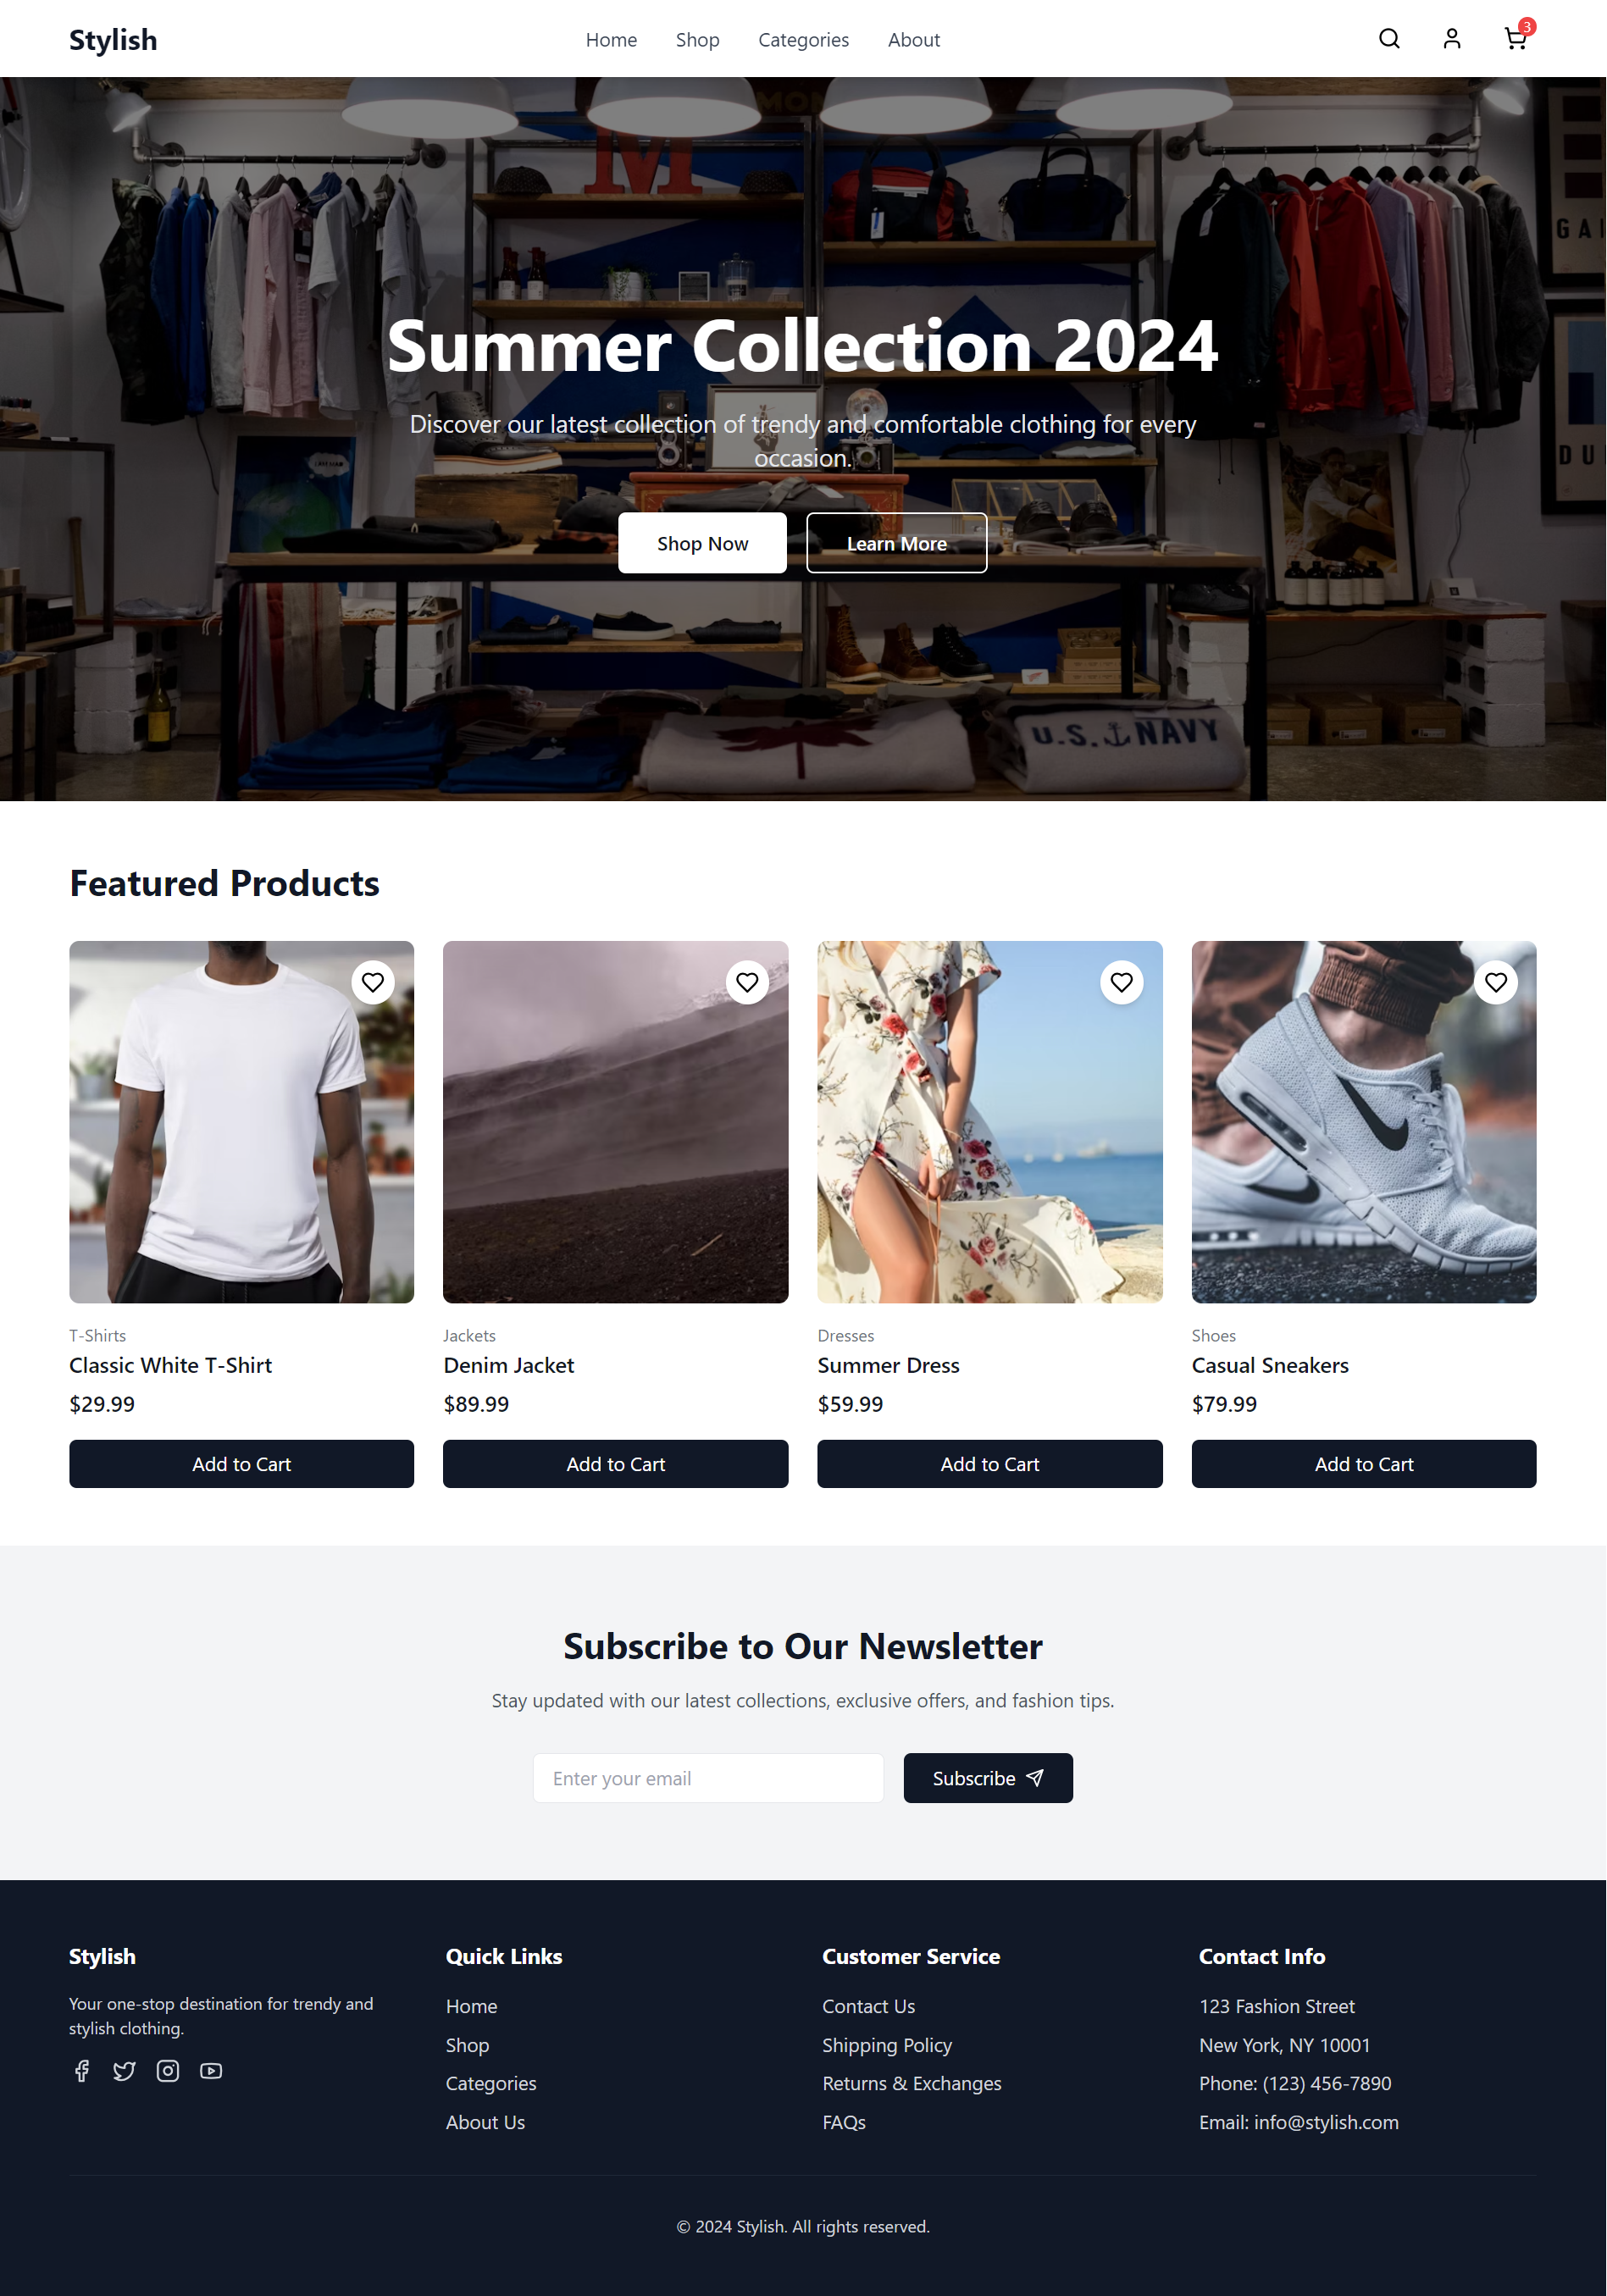 Stylish
Home Shop Categories About
3
MON
M
GA
DU
Summer Collection 2024
Discover our latest collection of trendy and comfortable clothing for every
occasion.
Shop Now Learn More
U.S. NAVY
Featured Products
T-Shirts
Classic White T-Shirt
$29.99
Add to Cart
Jackets
Denim Jacket
$89.99
Add to Cart
Dresses
Summer Dress
$59.99
Add to Cart
Shoes
Casual Sneakers
$79.99
Add to Cart
Subscribe to Our Newsletter
Stay updated with our latest collections, exclusive offers, and fashion tips.
Enter your email
Subscribe
Stylish
Your one-stop destination for trendy and
stylish clothing.
Quick Links
Home
Shop
Categories
About Us
Customer Service
Contact Us
Shipping Policy
Returns & Exchanges
FAQs
Contact Info
123 Fashion Street
New York, NY 10001
Phone: (123) 456-7890
Email: info@stylish.com
© 2024 Stylish. All rights reserved.